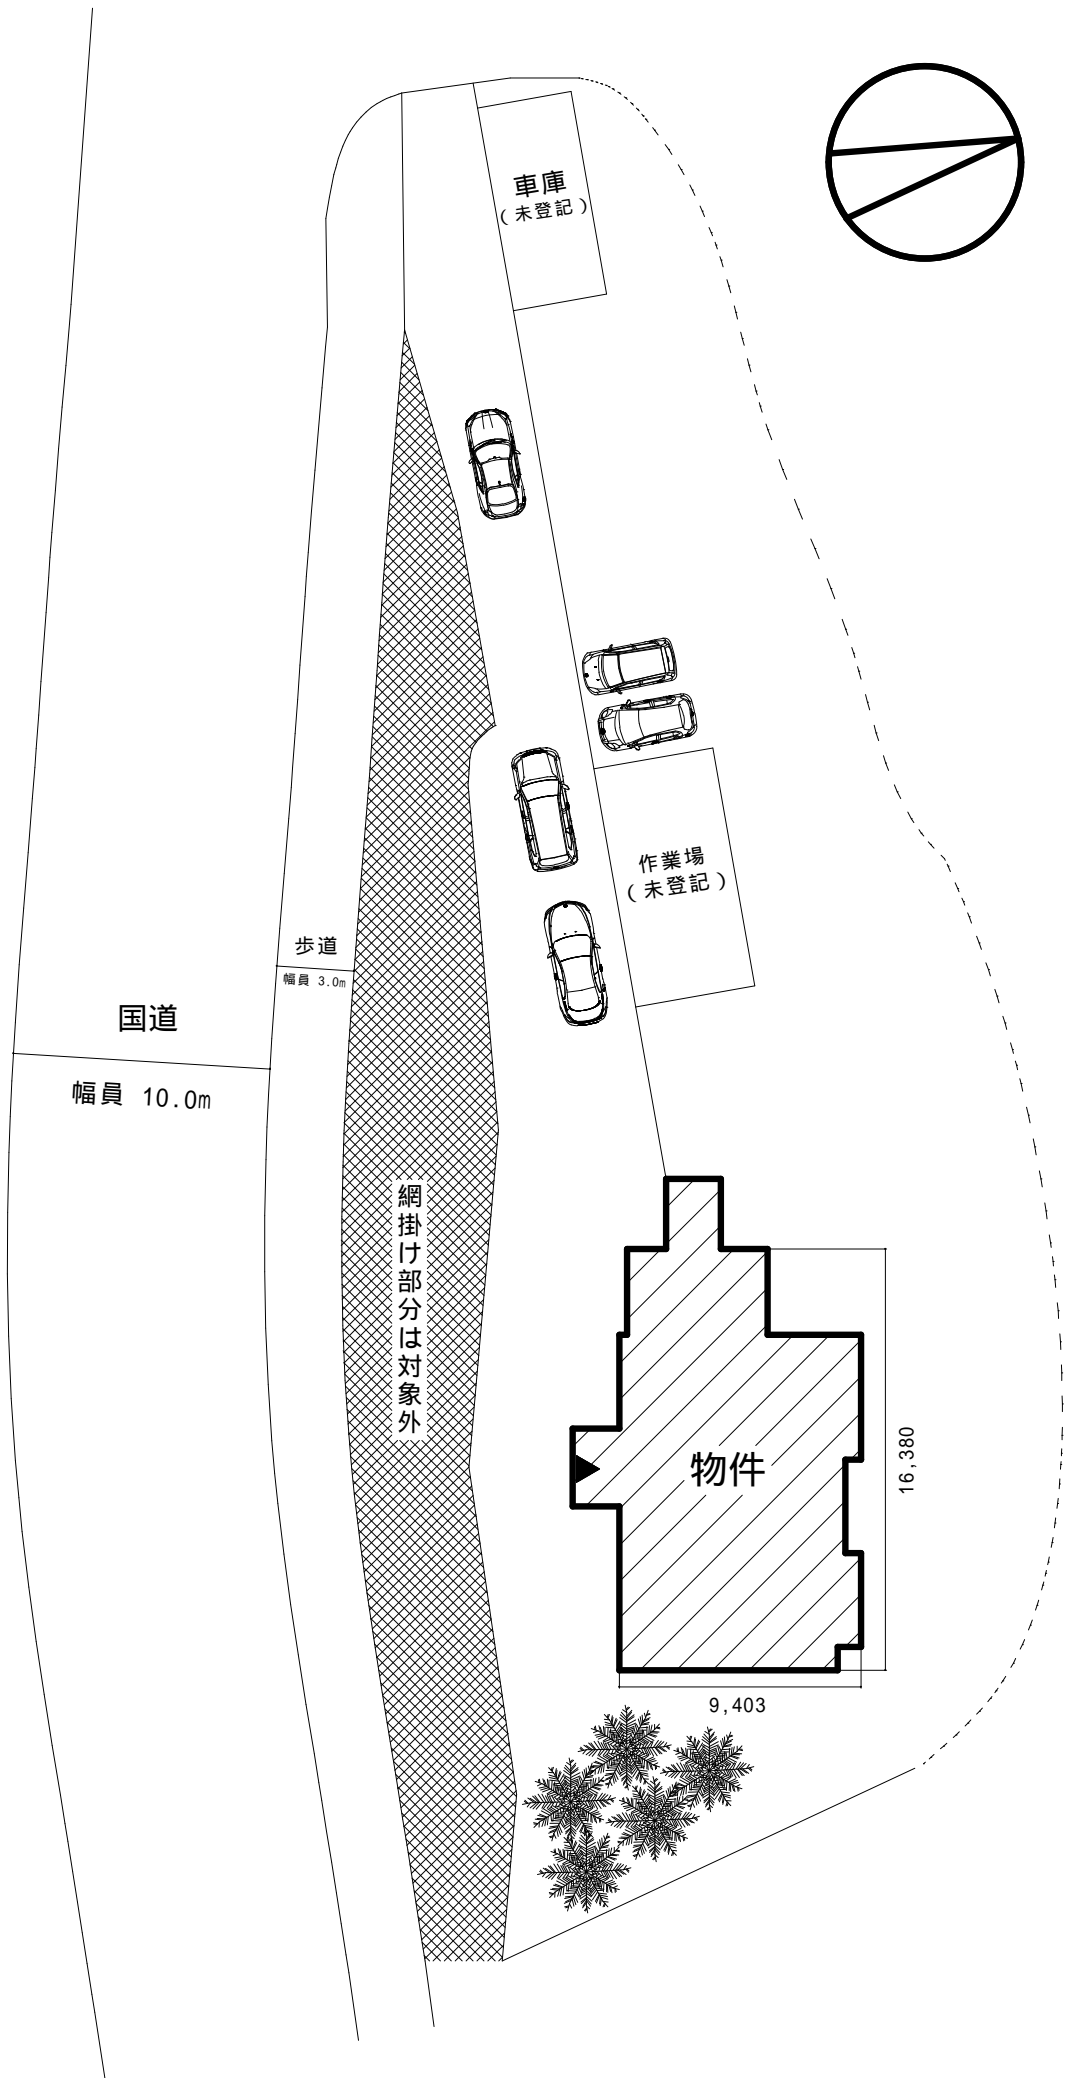 車庫
（未登記）
作業場
（未登記）
歩道
幅員 3.0m
国道
幅員 10.0m
網掛け部分は対象外
物件
16,380
9,403